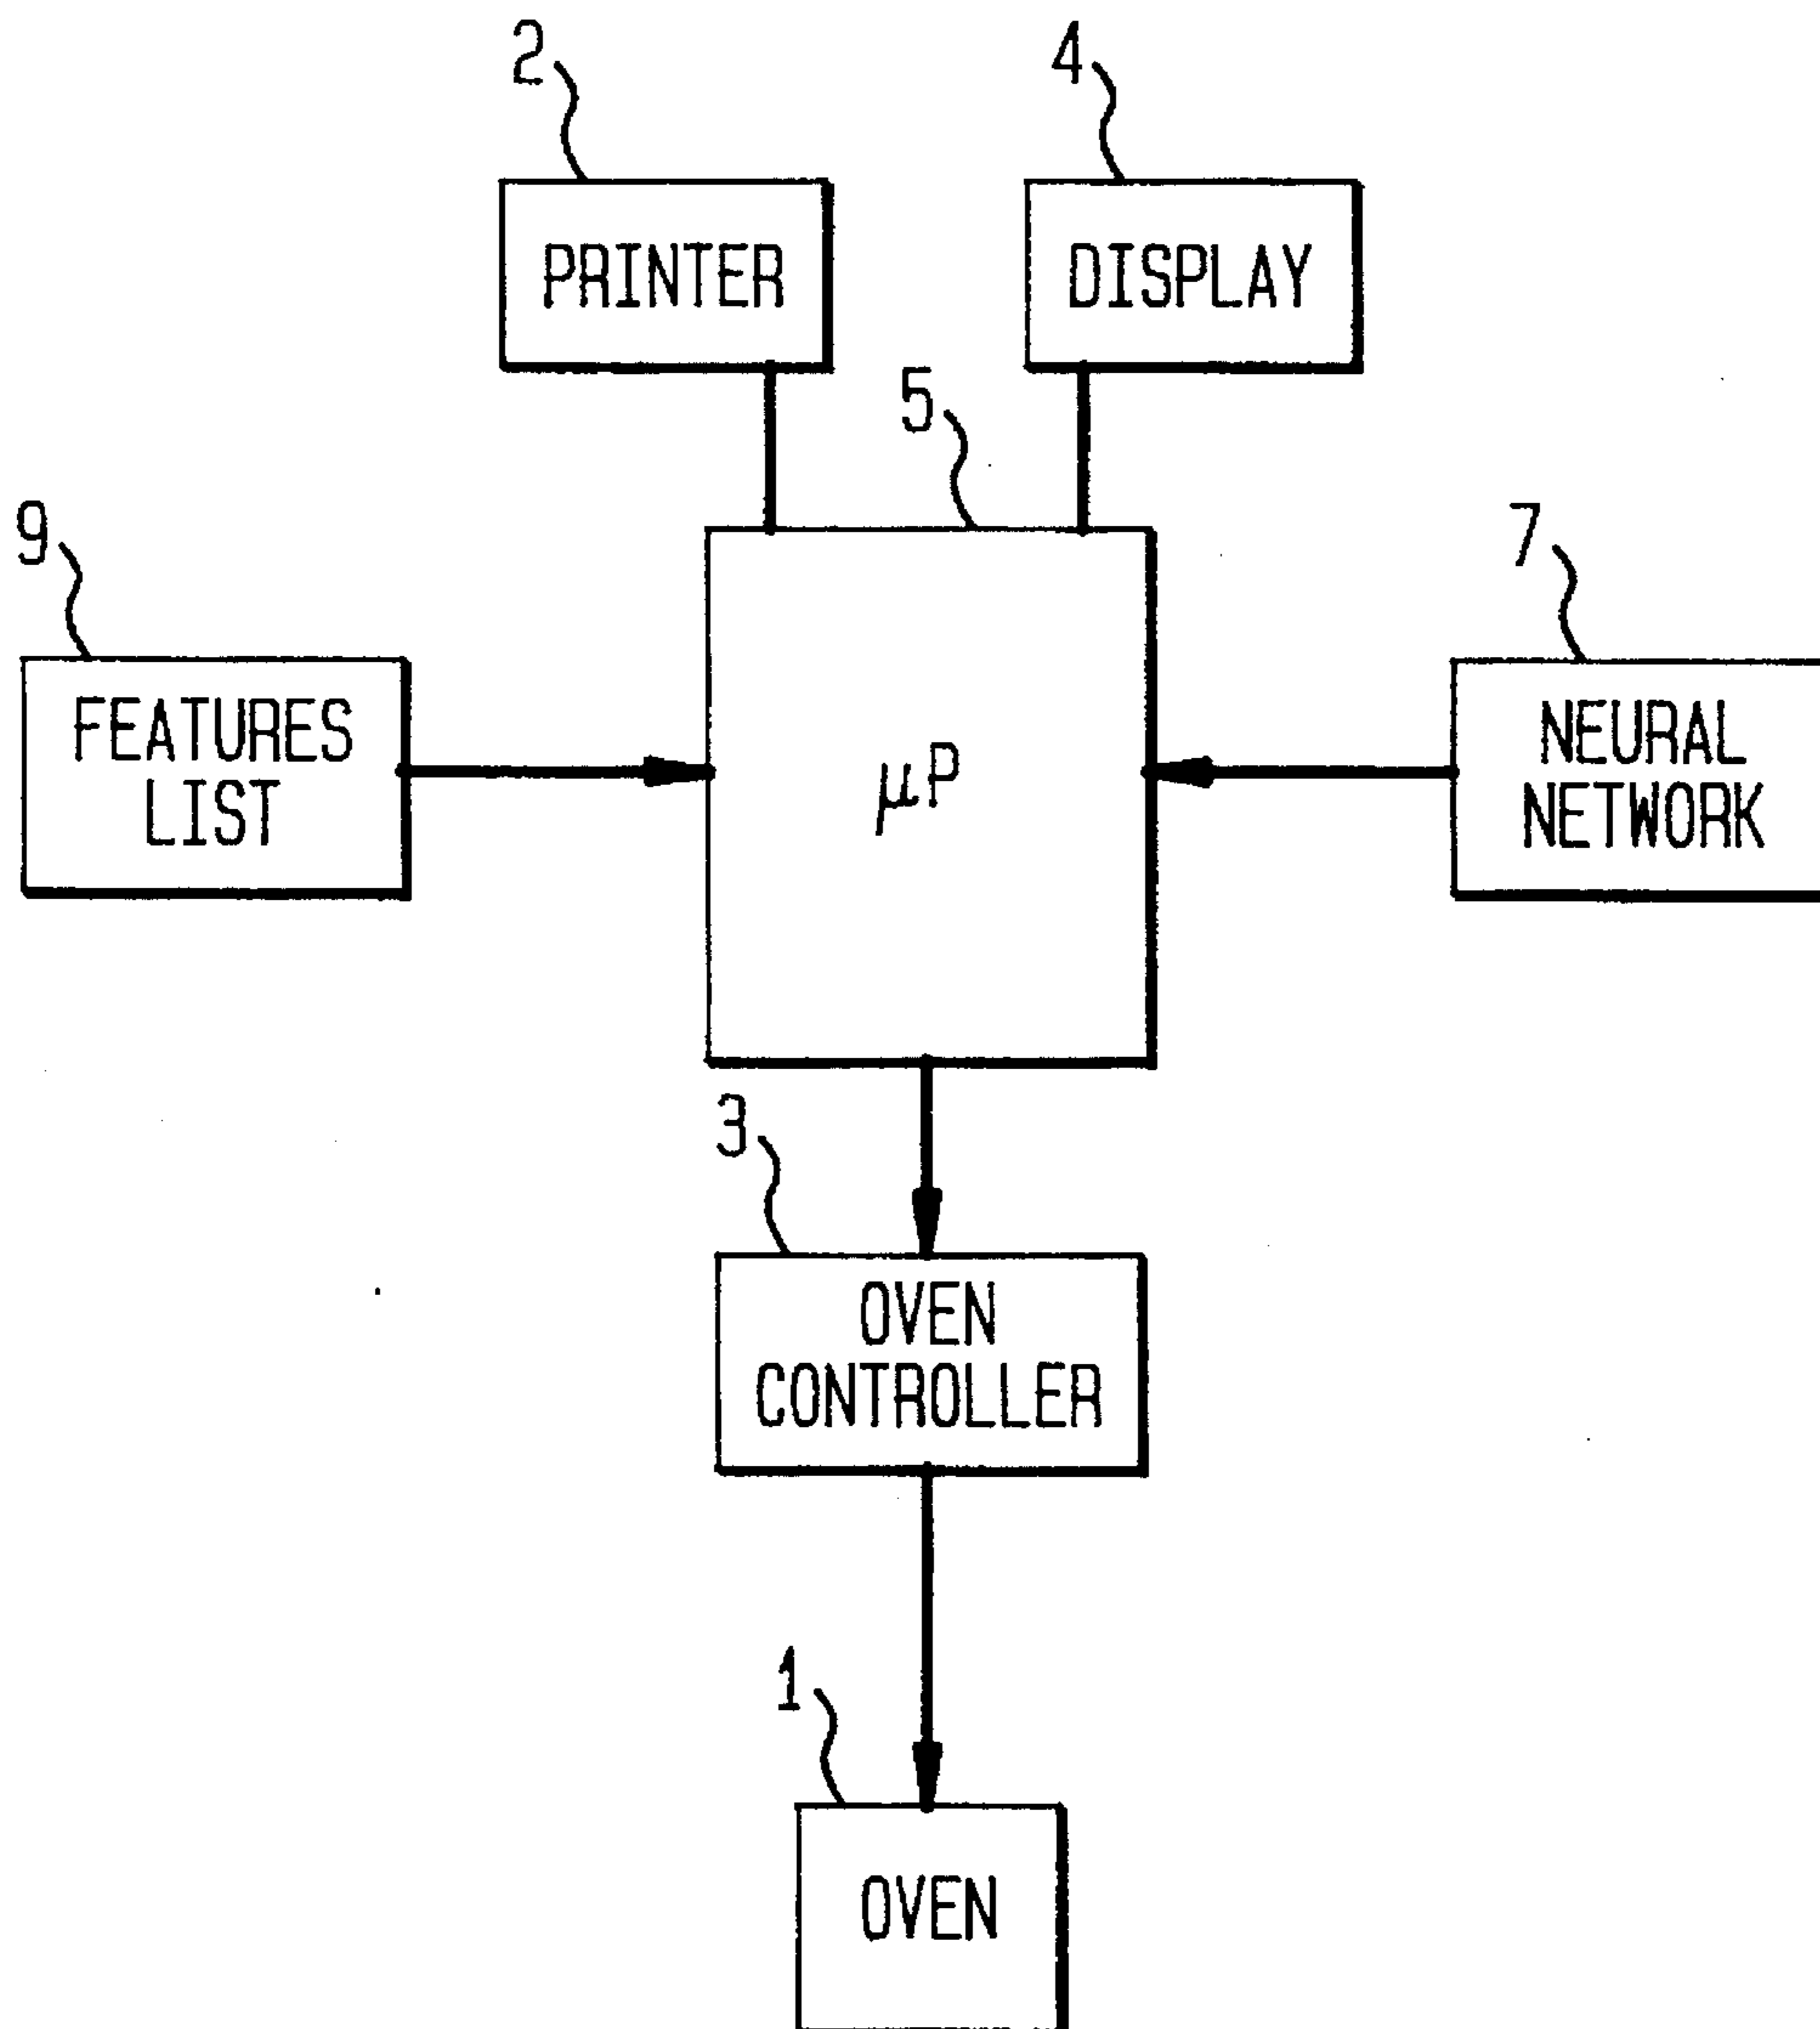 2
4
PRINTER
DISPLAY
5
9
7
FEATURES
LIST
µP
NEURAL
NETWORK
3
OVEN
CONTROLLER
1
OVEN